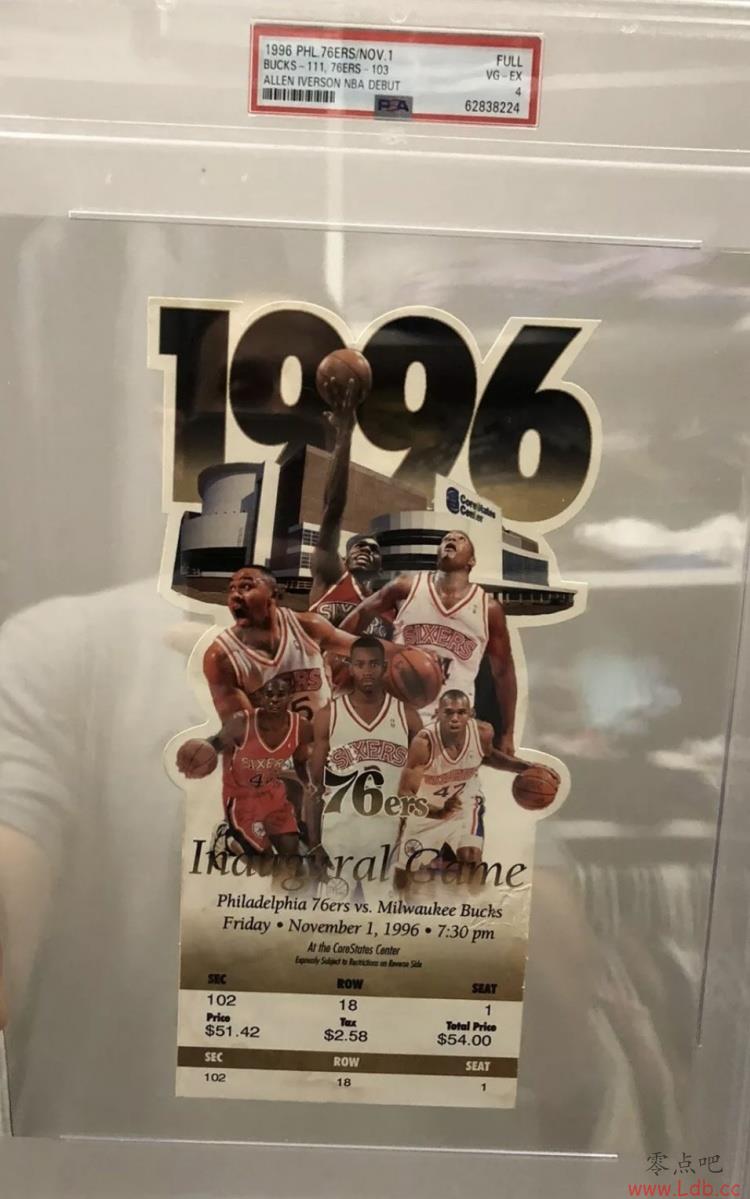 1996 PHL.76ERS/NOV.1
FULL
BUCKS-111, 76ERS-103
VG-EX
ALLEN IVERSON NBA DEBUT
4
PSA
62838224
1996
CoreStates
Center
SIXERS
SIXERS
SIXERS
SIXERS
4
42
76ers
Inaugural Game
Philadelphia 76ers vs. Milwaukee Bucks
Friday • November 1, 1996 • 7:30 pm
At the CoreStates Center
Expressly Subject to Restrictions on Reverse Side
SEC ROW SEAT
102 18 1
Price Tax Total Price
$51.42 $2.58 $54.00
SEC ROW SEAT
102 18 1
零点吧
www.Ldb.cc